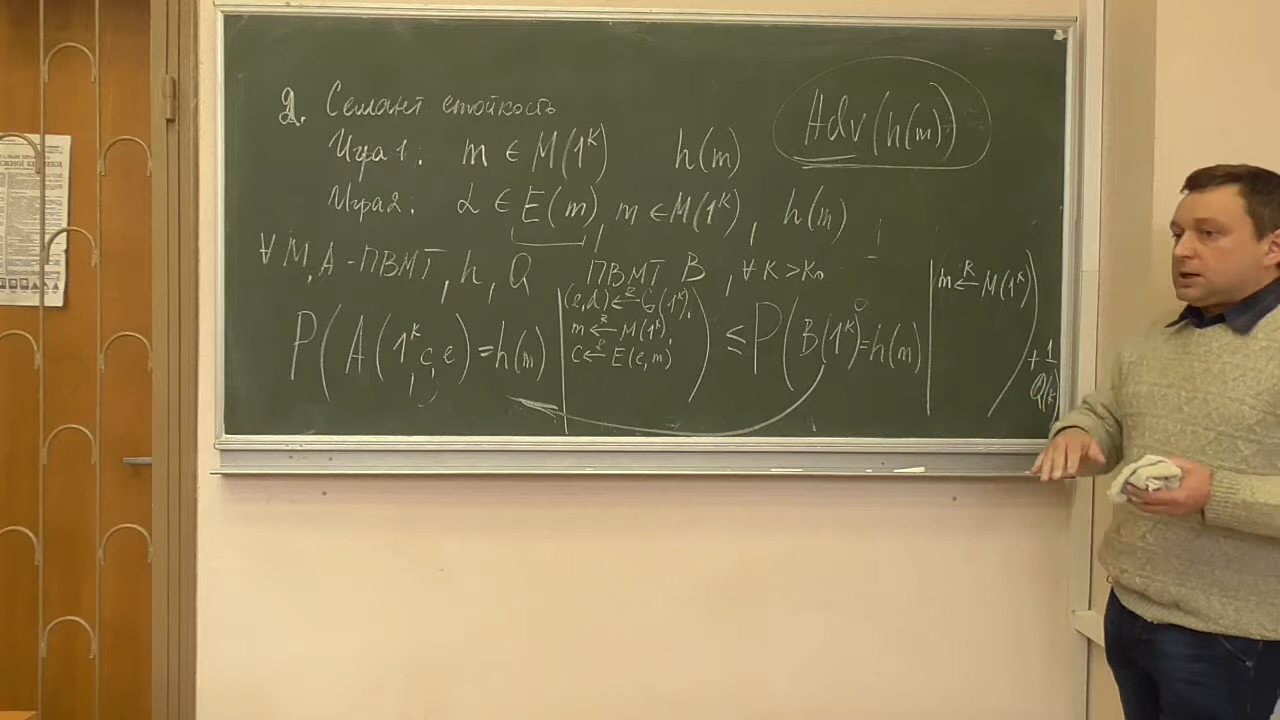 2. Семант стойкость
Adv(h(m))
Игра 1: m ∈ M(1^k) h(m)
Игра 2: α ∈ E(m), m ∈ M(1^k), h(m)
∀ M, A - ПВМТ, h, Q ПВМТ B, ∀ k > k₀
P( A(1^k, c, e) = h(m) | (e,d) ←R G(1^k), m ←R M(1^k), c ←R E(e,m) ) ≤ P( B(1^k) = h(m) | m ←R M(1^k) ) + 1/Q(k)